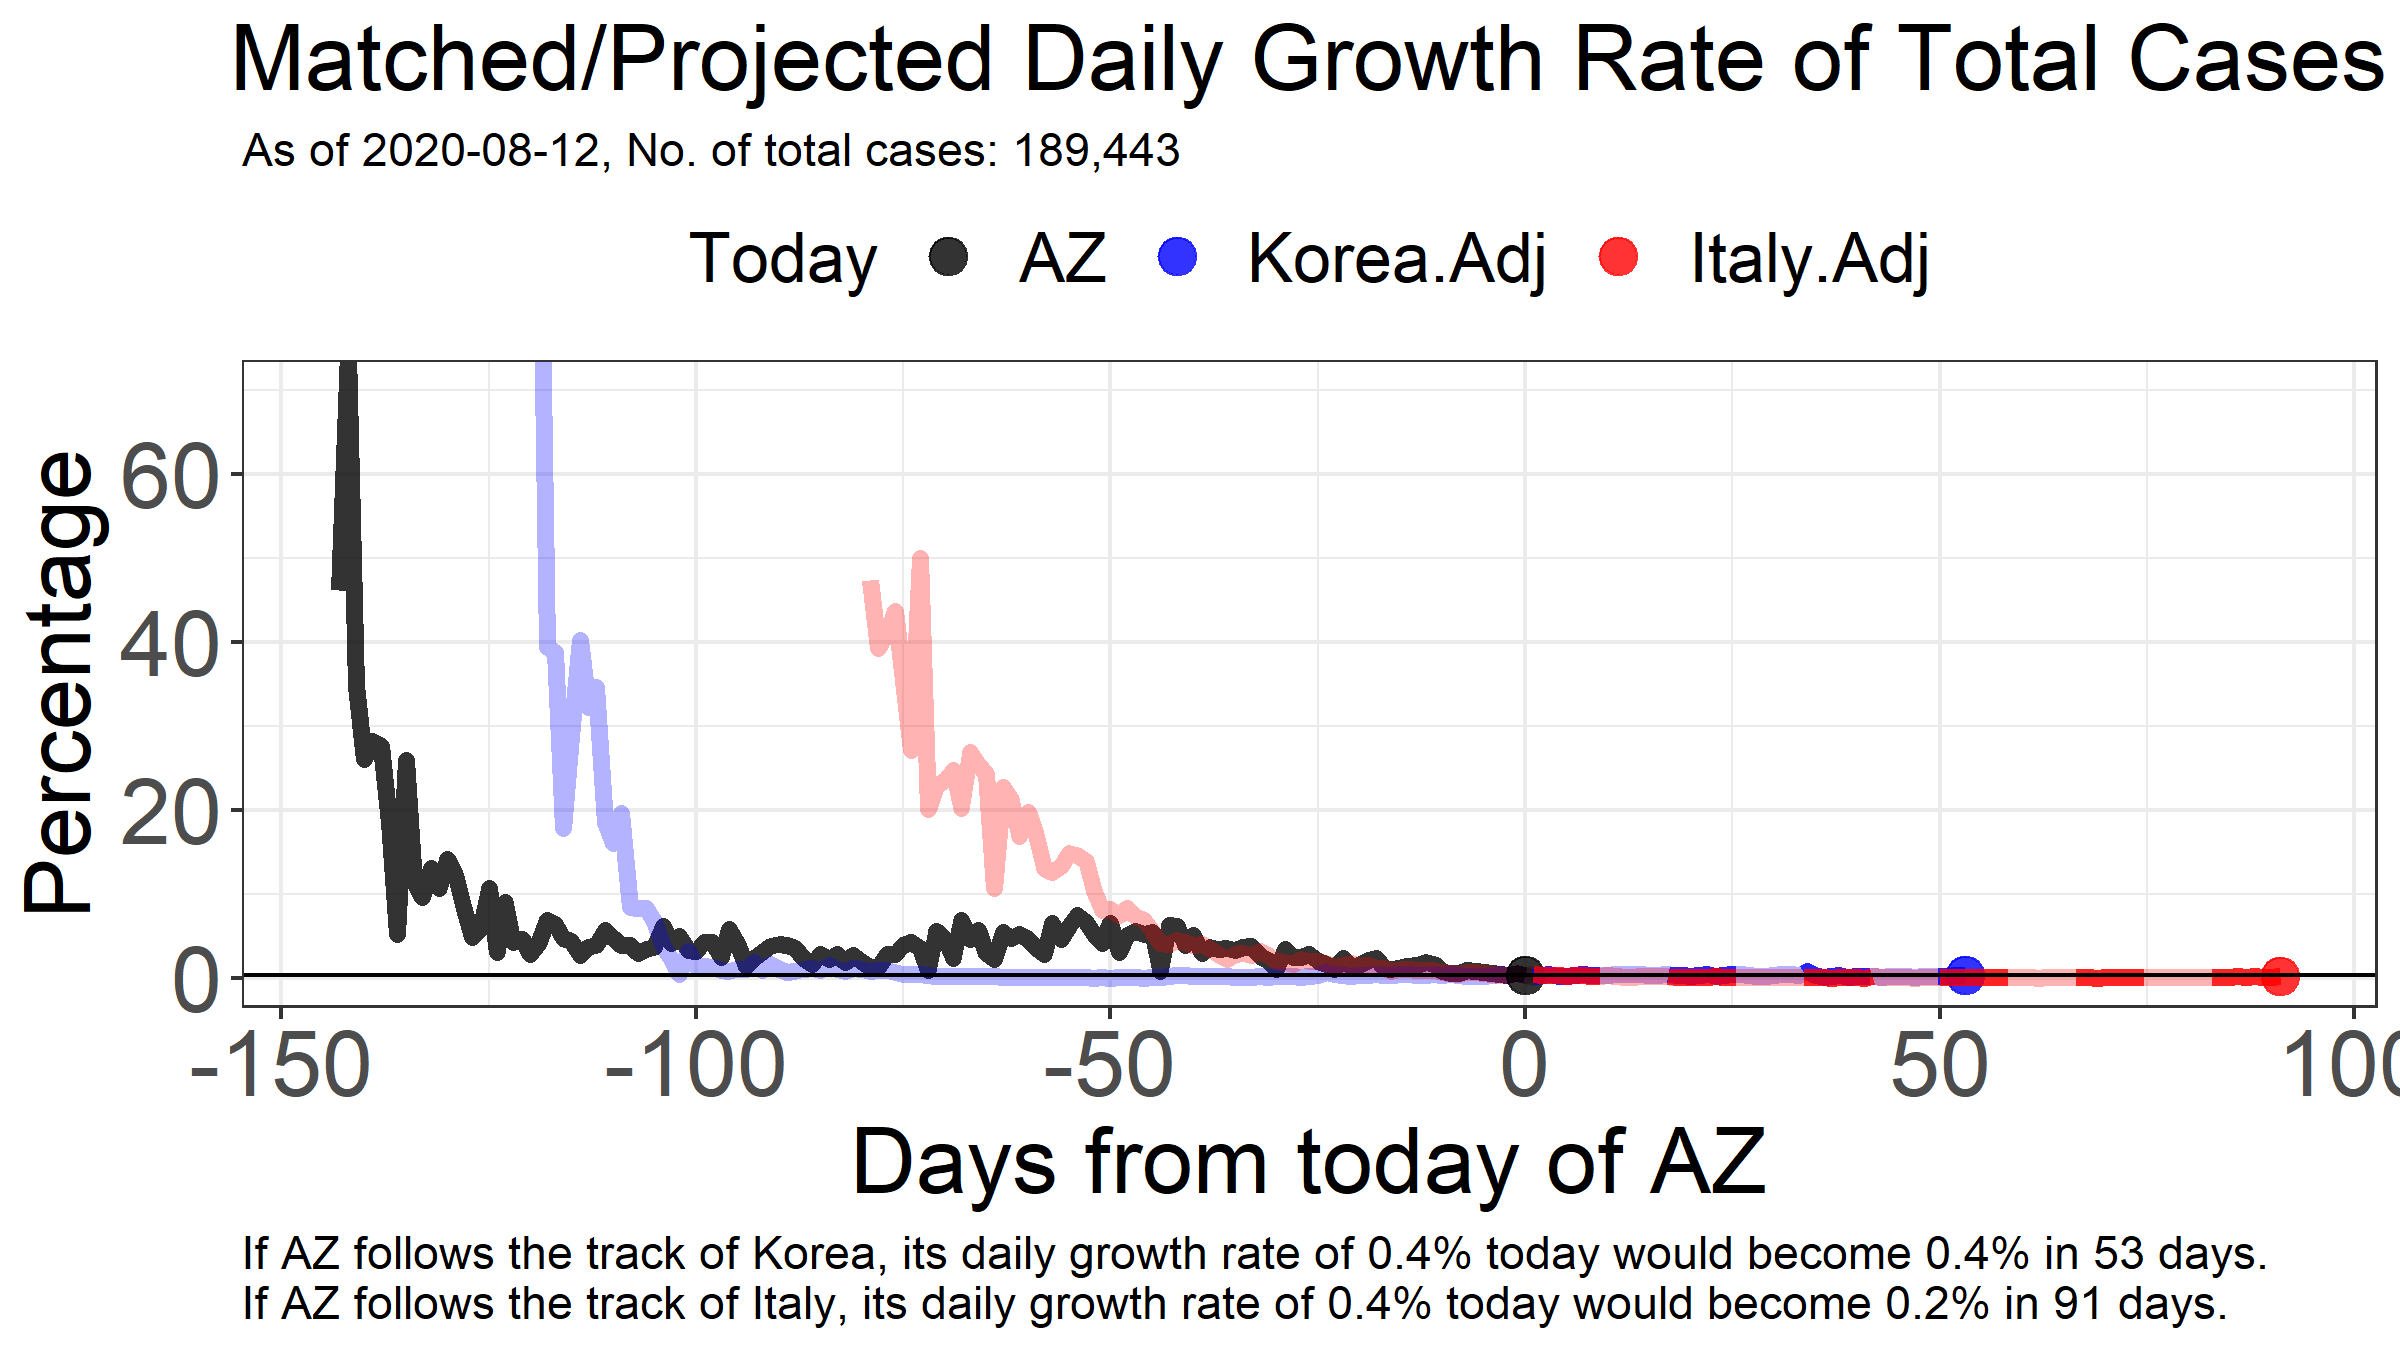 Matched/Projected Daily Growth Rate of Total Cases
As of 2020-08-12, No. of total cases: 189,443
Today AZ Korea.Adj Italy.Adj
Percentage
60
40
20
0
-150 -100 -50 0 50 100
Days from today of AZ
If AZ follows the track of Korea, its daily growth rate of 0.4% today would become 0.4% in 53 days.
If AZ follows the track of Italy, its daily growth rate of 0.4% today would become 0.2% in 91 days.